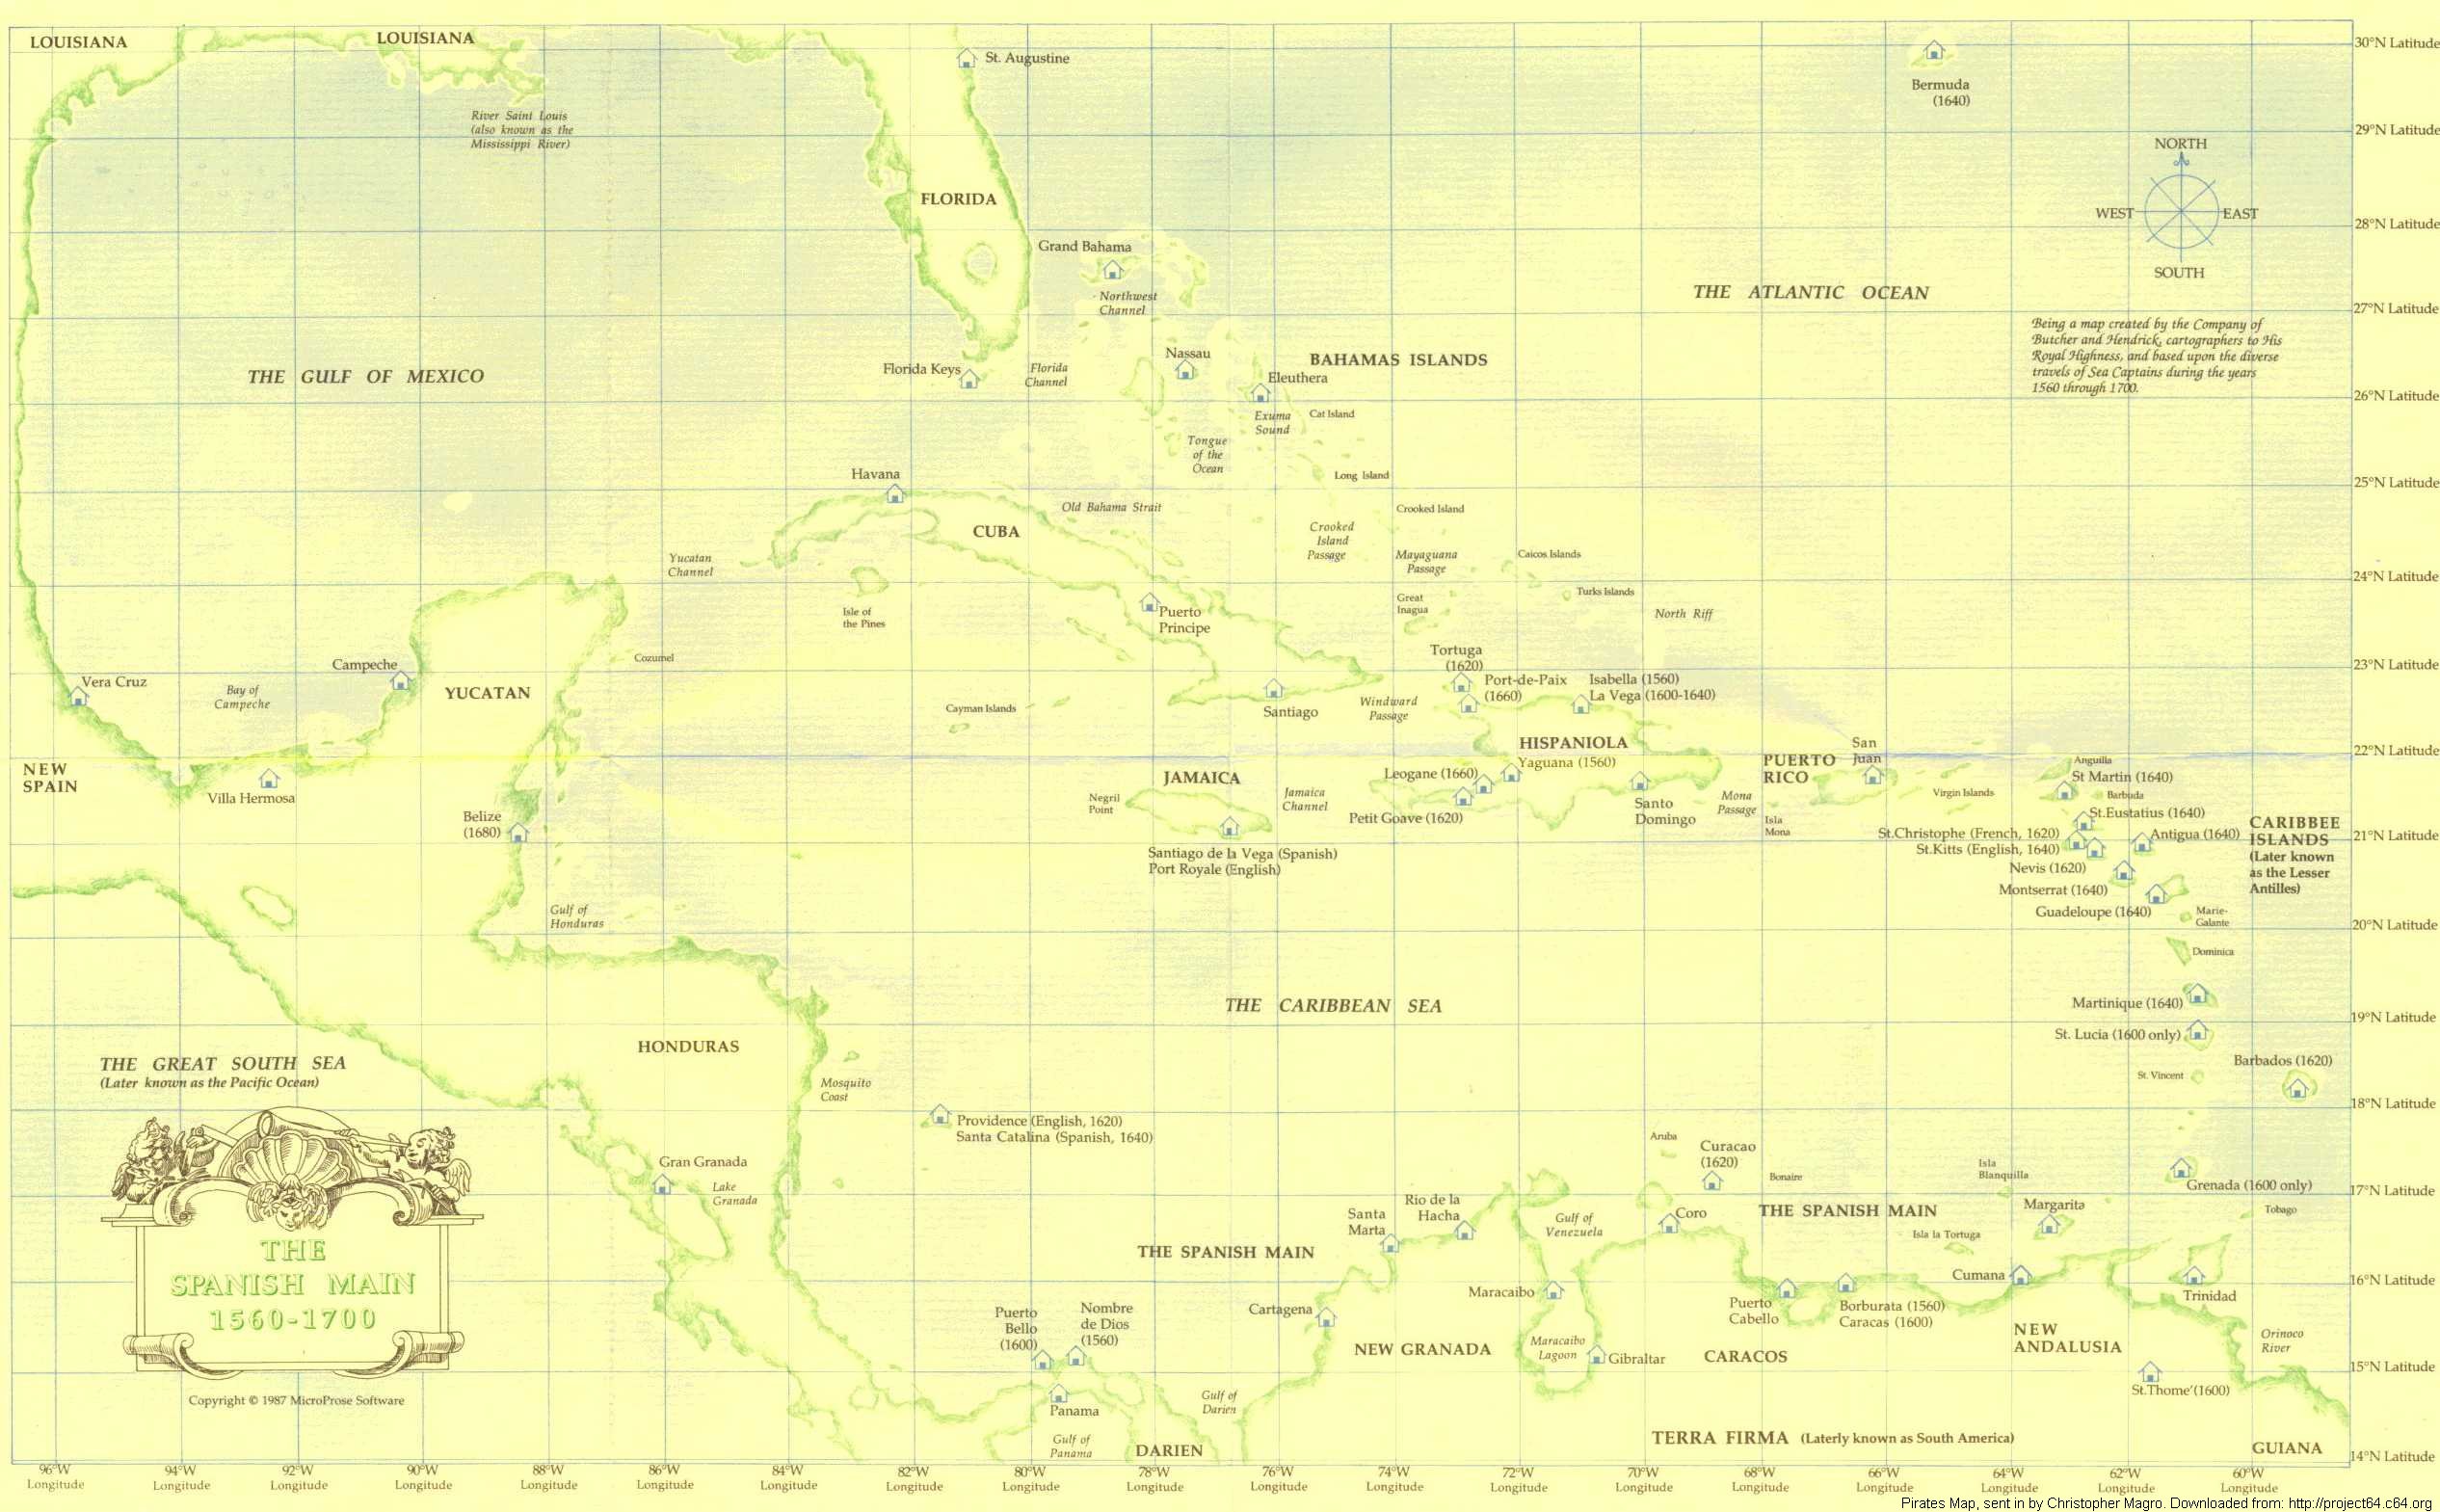 LOUISIANA
LOUISIANA
St. Augustine
Bermuda
(1640)
30°N Latitude
River Saint Louis
(also known as the
Mississippi River)
29°N Latitude
NORTH
WEST
EAST
SOUTH
FLORIDA
28°N Latitude
Grand Bahama
Northwest
Channel
THE ATLANTIC OCEAN
27°N Latitude
Being a map created by the Company of
Butcher and Hendrick, cartographers to His
Royal Highness, and based upon the diverse
travels of Sea Captains during the years
1560 through 1700.
THE GULF OF MEXICO
Florida Keys
Florida
Channel
Nassau
Eleuthera
BAHAMAS ISLANDS
26°N Latitude
Exuma
Sound
Cat Island
Tongue
of the
Ocean
Long Island
Havana
25°N Latitude
CUBA
Old Bahama Strait
Crooked Island
Crooked
Island
Passage
Mayaguana
Passage
Caicos Islands
Yucatan
Channel
24°N Latitude
Isle of
the Pines
Puerto
Principe
Great
Inagua
Turks Islands
North Riff
Cozumel
Tortuga
(1620)
23°N Latitude
Vera Cruz
Bay of
Campeche
Campeche
YUCATAN
Cayman Islands
Santiago
Windward
Passage
Port-de-Paix
(1660)
Isabella (1560)
La Vega (1600-1640)
HISPANIOLA
Yaguana (1560)
22°N Latitude
NEW
SPAIN
Villa Hermosa
JAMAICA
Negril
Point
Jamaica
Channel
Leogane (1660)
Petit Goave (1620)
Santo
Domingo
Mona
Passage
Isla
Mona
PUERTO
RICO
San
Juan
Virgin Islands
Anguilla
St Martin (1640)
Barbuda
St.Eustatius (1640)
Belize
(1680)
St.Christophe (French, 1620)
St.Kitts (English, 1640)
Antigua (1640)
CARIBBEE
ISLANDS
(Later known
as the Lesser
Antilles)
21°N Latitude
Santiago de la Vega (Spanish)
Port Royale (English)
Nevis (1620)
Montserrat (1640)
Guadeloupe (1640)
Marie-
Galante
Gulf of
Honduras
20°N Latitude
Dominica
THE CARIBBEAN SEA
Martinique (1640)
19°N Latitude
St. Lucia (1600 only)
HONDURAS
THE GREAT SOUTH SEA
(Later known as the Pacific Ocean)
Mosquito
Coast
St. Vincent
Barbados (1620)
18°N Latitude
Providence (English, 1620)
Santa Catalina (Spanish, 1640)
Gran Granada
Lake
Granada
Aruba
Curacao
(1620)
Bonaire
Isla
Blanquilla
Grenada (1600 only)
17°N Latitude
Santa
Marta
Rio de la
Hacha
Gulf of
Venezuela
Coro
THE SPANISH MAIN
Margarita
Tobago
Isla la Tortuga
THE SPANISH MAIN
THE
SPANISH MAIN
1560-1700
Cumana
16°N Latitude
Maracaibo
Trinidad
Puerto
Bello
(1600)
Nombre
de Dios
(1560)
Cartagena
Puerto
Cabello
Borburata (1560)
Caracas (1600)
NEW
ANDALUSIA
Orinoco
River
NEW GRANADA
Maracaibo
Lagoon
Gibraltar
CARACOS
15°N Latitude
St.Thome'(1600)
Copyright © 1987 MicroProse Software
Panama
Gulf of
Darien
Gulf of
Panama
DARIEN
TERRA FIRMA (Laterly known as South America)
GUIANA
14°N Latitude
96°W Longitude
94°W Longitude
92°W Longitude
90°W Longitude
88°W Longitude
86°W Longitude
84°W Longitude
82°W Longitude
80°W Longitude
78°W Longitude
76°W Longitude
74°W Longitude
72°W Longitude
70°W Longitude
68°W Longitude
66°W Longitude
64°W Longitude
62°W Longitude
60°W Longitude
Pirates Map, sent in by Christopher Magro. Downloaded from: http://project64.c64.org